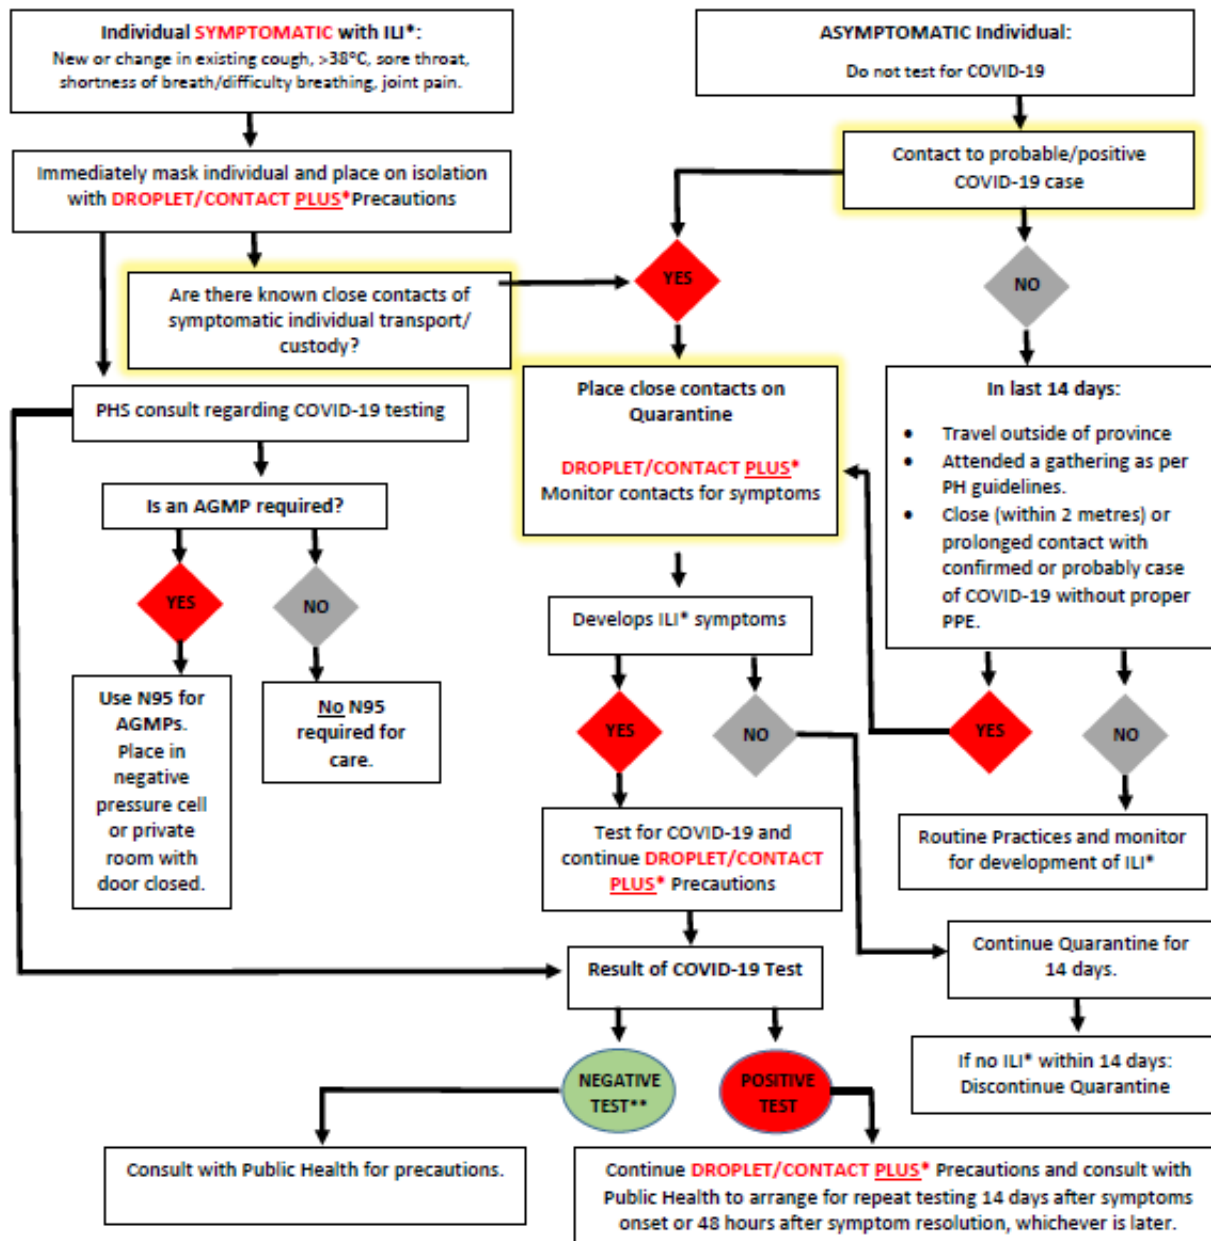 Individual SYMPTOMATIC with ILI*:
New or change in existing cough, >38°C, sore throat,
shortness of breath/difficulty breathing, joint pain.
ASYMPTOMATIC Individual:
Do not test for COVID-19
Immediately mask individual and place on isolation
with DROPLET/CONTACT PLUS*Precautions
Contact to probable/positive
COVID-19 case
YES
NO
Are there known close contacts of
symptomatic individual transport/
custody?
PHS consult regarding COVID-19 testing
Place close contacts on
Quarantine
DROPLET/CONTACT PLUS*
Monitor contacts for symptoms
In last 14 days:
• Travel outside of province
• Attended a gathering as per
PH guidelines.
• Close (within 2 metres) or
prolonged contact with
confirmed or probably case
of COVID-19 without proper
PPE.
Is an AGMP required?
YES
NO
Develops ILI* symptoms
Use N95 for
AGMPs.
Place in
negative
pressure cell
or private
room with
door closed.
No N95
required for
care.
YES
NO
YES
NO
Test for COVID-19 and
continue DROPLET/CONTACT
PLUS* Precautions
Routine Practices and monitor
for development of ILI*
Result of COVID-19 Test
Continue Quarantine for
14 days.
If no ILI* within 14 days:
Discontinue Quarantine
NEGATIVE
TEST**
POSITIVE
TEST
Consult with Public Health for precautions.
Continue DROPLET/CONTACT PLUS* Precautions and consult with
Public Health to arrange for repeat testing 14 days after symptoms
onset or 48 hours after symptom resolution, whichever is later.